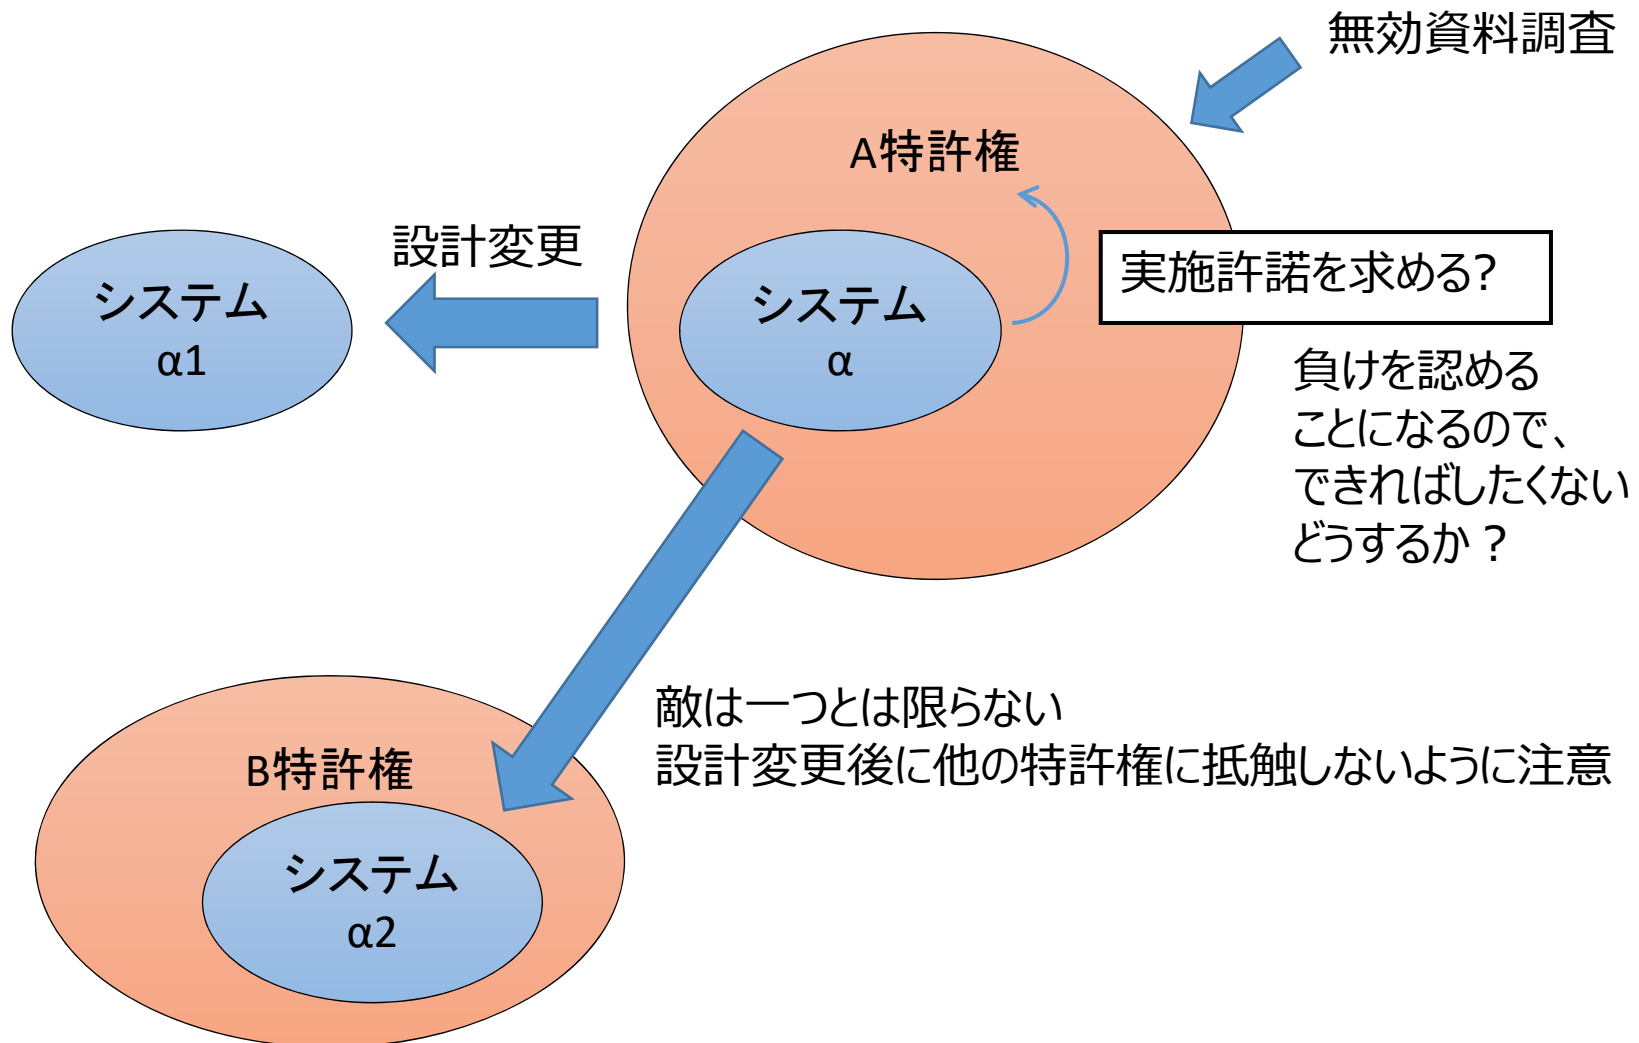 無効資料調査
A特許権
設計変更
実施許諾を求める?
システム
α1
システム
α
負けを認める
ことになるので、
できればしたくない
どうするか？
敵は一つとは限らない
設計変更後に他の特許権に抵触しないように注意
B特許権
システム
α2